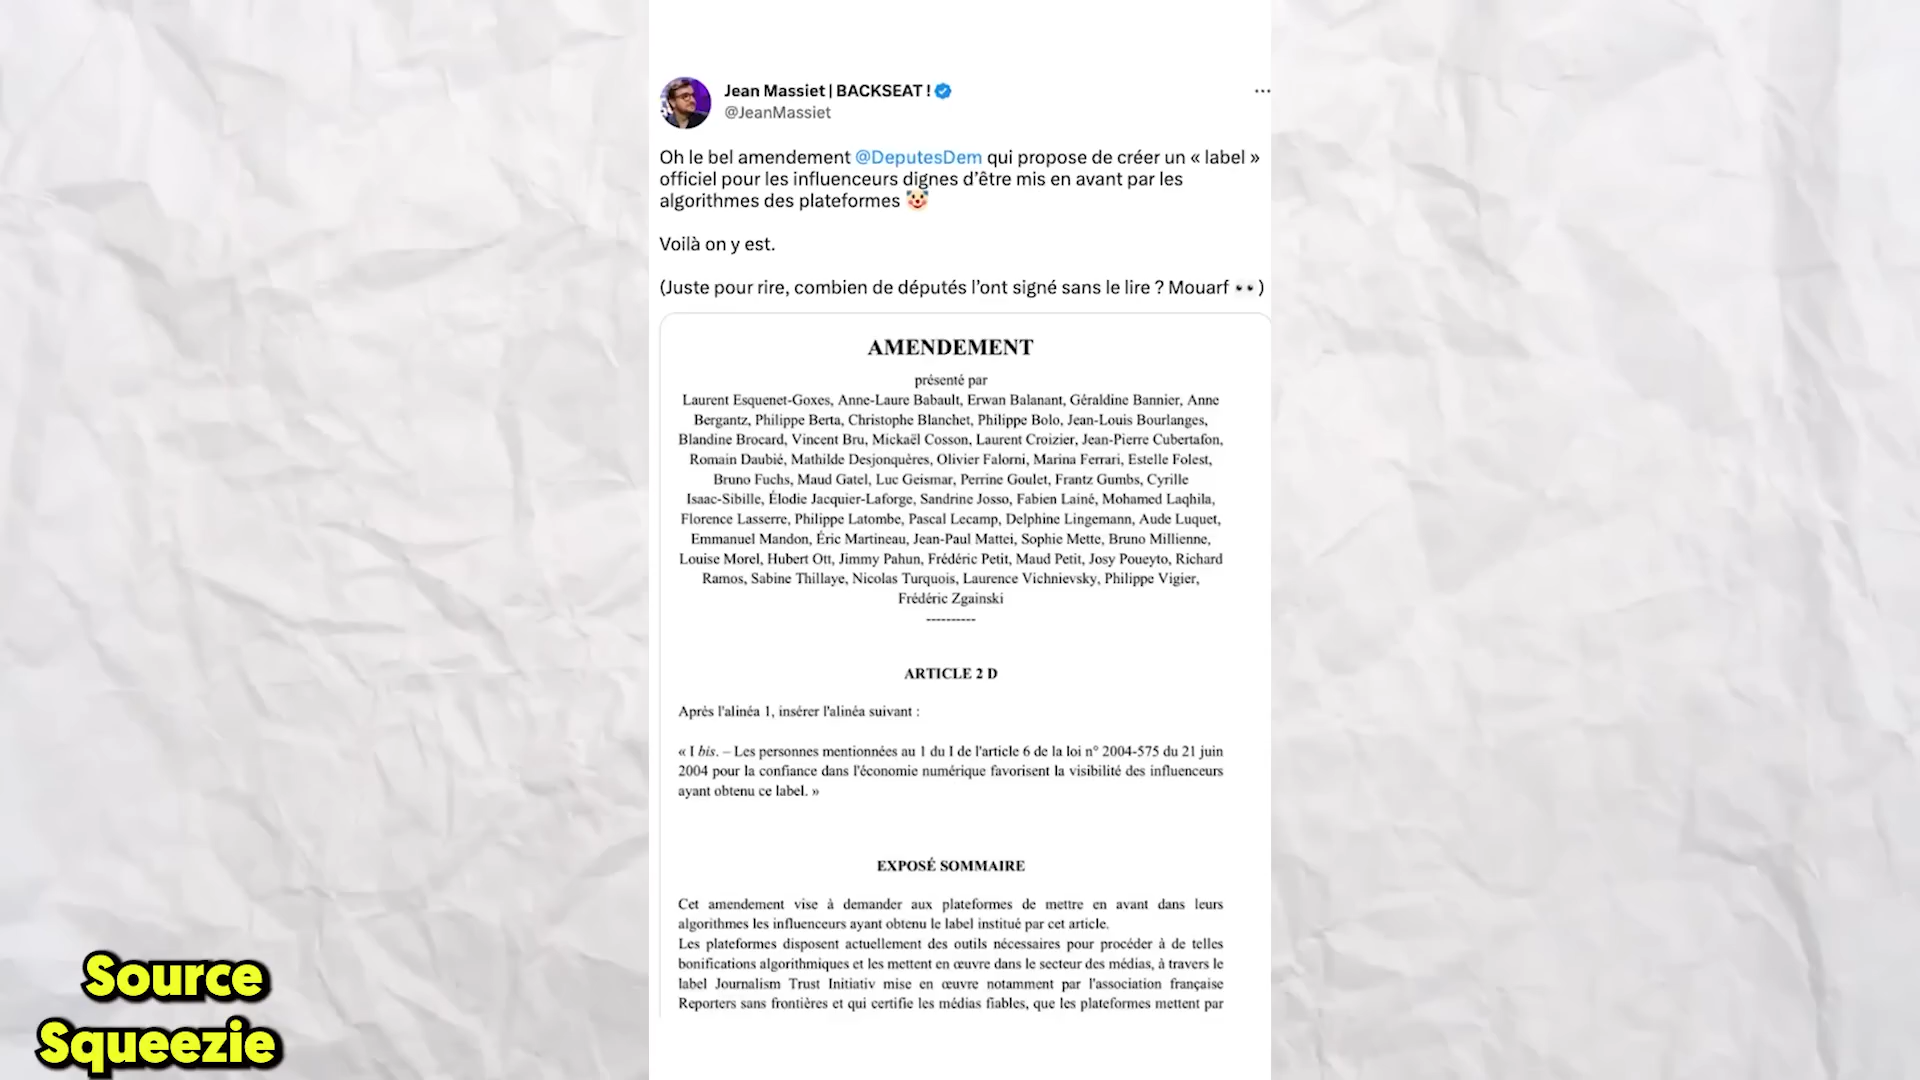 Jean Massiet | BACKSEAT !
@JeanMassiet
Oh le bel amendement @DeputesDem qui propose de créer un « label »
officiel pour les influenceurs dignes d’être mis en avant par les
algorithmes des plateformes 🤡
Voilà on y est.
(Juste pour rire, combien de députés l’ont signé sans le lire ? Mouarf 👀)
AMENDEMENT
présenté par
Laurent Esquenet-Goxes, Anne-Laure Babault, Erwan Balanant, Géraldine Bannier, Anne
Bergantz, Philippe Berta, Christophe Blanchet, Philippe Bolo, Jean-Louis Bourlanges,
Blandine Brocard, Vincent Bru, Mickaël Cosson, Laurent Croizier, Jean-Pierre Cubertafon,
Romain Daubié, Mathilde Desjonquères, Olivier Falorni, Marina Ferrari, Estelle Folest,
Bruno Fuchs, Maud Gatel, Luc Geismar, Perrine Goulet, Frantz Gumbs, Cyrille
Isaac-Sibille, Élodie Jacquier-Laforge, Sandrine Josso, Fabien Lainé, Mohamed Laqhila,
Florence Lasserre, Philippe Latombe, Pascal Lecamp, Delphine Lingemann, Aude Luquet,
Emmanuel Mandon, Éric Martineau, Jean-Paul Mattei, Sophie Mette, Bruno Millienne,
Louise Morel, Hubert Ott, Jimmy Pahun, Frédéric Petit, Maud Petit, Josy Poueyto, Richard
Ramos, Sabine Thillaye, Nicolas Turquois, Laurence Vichnievsky, Philippe Vigier,
Frédéric Zgainski
----------
ARTICLE 2 D
Après l'alinéa 1, insérer l'alinéa suivant :
« I bis. – Les personnes mentionnées au 1 du I de l'article 6 de la loi n° 2004-575 du 21 juin
2004 pour la confiance dans l'économie numérique favorisent la visibilité des influenceurs
ayant obtenu ce label. »
EXPOSÉ SOMMAIRE
Cet amendement vise à demander aux plateformes de mettre en avant dans leurs
algorithmes les influenceurs ayant obtenu le label institué par cet article.
Les plateformes disposent actuellement des outils nécessaires pour procéder à de telles
bonifications algorithmiques et les mettent en œuvre dans le secteur des médias, à travers le
label Journalism Trust Initiativ mise en œuvre notamment par l'association française
Reporters sans frontières et qui certifie les médias fiables, que les plateformes mettent par
Source
Squeezie